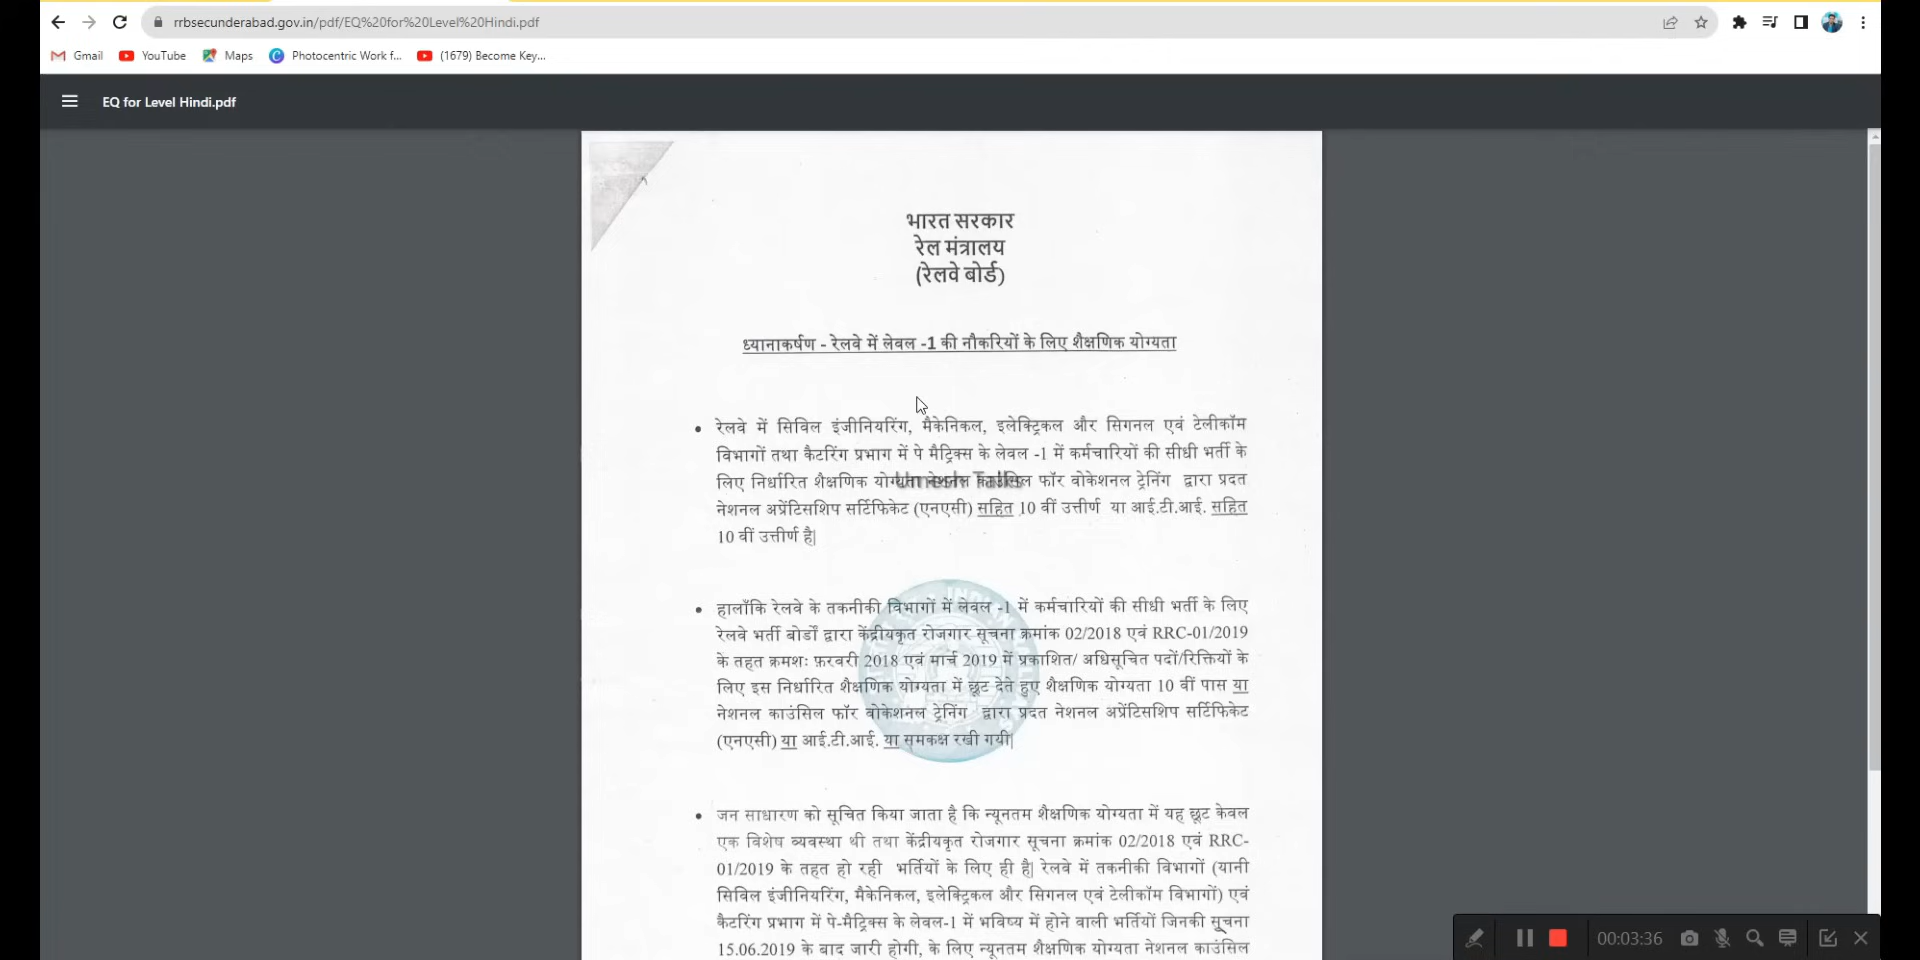 rrbsecunderabad.gov.in/pdf/EQ%20for%20Level%20Hindi.pdf
Gmail YouTube Maps Photocentric Work f... (1679) Become Key...
EQ for Level Hindi.pdf
भारत सरकार
रेल मंत्रालय
(रेलवे बोर्ड)
ध्यानाकर्षण - रेलवे में लेवल -1 की नौकरियों के लिए शैक्षणिक योग्यता
• रेलवे में सिविल इंजीनियरिंग, मैकेनिकल, इलेक्ट्रिकल और सिगनल एवं टेलीकॉम
विभागों तथा कैटरिंग प्रभाग में पे मैट्रिक्स के लेवल -1 में कर्मचारियों की सीधी भर्ती के
लिए निर्धारित शैक्षणिक योग्यता नेशनल काउंसिल फॉर वोकेशनल ट्रेनिंग द्वारा प्रदत
Umesh Talks
नेशनल अप्रेंटिसशिप सर्टिफिकेट (एनएसी) सहित 10 वीं उत्तीर्ण या आई.टी.आई. सहित
10 वीं उत्तीर्ण है|
• हालाँकि रेलवे के तकनीकी विभागों में लेवल -1 में कर्मचारियों की सीधी भर्ती के लिए
रेलवे भर्ती बोर्डों द्वारा केंद्रीयकृत रोजगार सूचना क्रमांक 02/2018 एवं RRC-01/2019
के तहत क्रमशः फ़रवरी 2018 एवं मार्च 2019 में प्रकाशित/ अधिसूचित पदों/रिक्तियों के
लिए इस निर्धारित शैक्षणिक योग्यता में छूट देते हुए शैक्षणिक योग्यता 10 वीं पास या
नेशनल काउंसिल फॉर वोकेशनल ट्रेनिंग द्वारा प्रदत नेशनल अप्रेंटिसशिप सर्टिफिकेट
(एनएसी) या आई.टी.आई. या समकक्ष रखी गयी|
• जन साधारण को सूचित किया जाता है कि न्यूनतम शैक्षणिक योग्यता में यह छूट केवल
एक विशेष व्यवस्था थी तथा केंद्रीयकृत रोजगार सूचना क्रमांक 02/2018 एवं RRC-
01/2019 के तहत हो रही भर्तियों के लिए ही है| रेलवे में तकनीकी विभागों (यानी
सिविल इंजीनियरिंग, मैकेनिकल, इलेक्ट्रिकल और सिगनल एवं टेलीकॉम विभागों) एवं
कैटरिंग प्रभाग में पे-मैट्रिक्स के लेवल-1 में भविष्य में होने वाली भर्तियों जिनकी सूचना
15.06.2019 के बाद जारी होगी, के लिए न्यूनतम शैक्षणिक योग्यता नेशनल काउंसिल
00:03:36